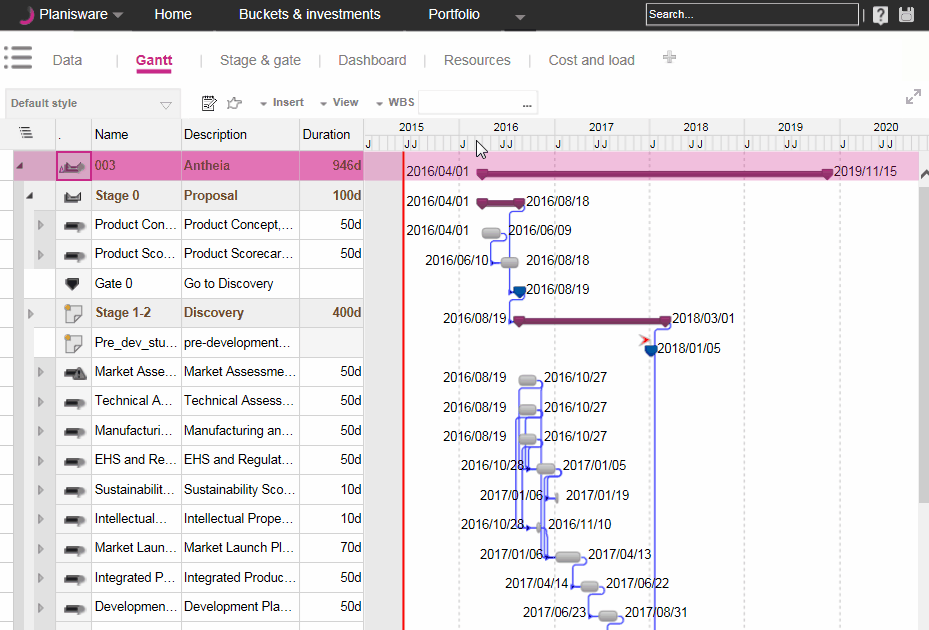 Planisware Home Buckets & investments Portfolio Search... ?
Data Gantt Stage & gate Dashboard Resources Cost and load
Default style Insert View WBS ...
. Name Description Duration 2015 2016 2017 2018 2019 2020
J J J J J J J J J J J J J J J J
003 Antheia 946d 2016/04/01 2019/11/15
Stage 0 Proposal 100d 2016/04/01 2016/08/18
Product Con... Product Concept,... 50d 2016/04/01 2016/06/09
Product Sco... Product Scorecar... 50d 2016/06/10 2016/08/18
Gate 0 Go to Discovery 2016/08/19
Stage 1-2 Discovery 400d 2016/08/19 2018/03/01
Pre_dev_stu... pre-development... 2018/01/05
Market Asse... Market Assessme... 50d 2016/08/19 2016/10/27
Technical A... Technical Assess... 50d 2016/08/19 2016/10/27
Manufacturi... Manufacturing an... 50d 2016/08/19 2016/10/27
EHS and Re... EHS and Regulat... 50d 2016/10/28 2017/01/05
Sustainabilit... Sustainability Sco... 10d 2017/01/06 2017/01/19
Intellectual... Intellectual Prope... 10d 2016/10/28 2016/11/10
Market Laun... Market Launch Pl... 70d 2017/01/06 2017/04/13
Integrated P... Integrated Produc... 50d 2017/04/14 2017/06/22
Developmen... Development Pla... 50d 2017/06/23 2017/08/31